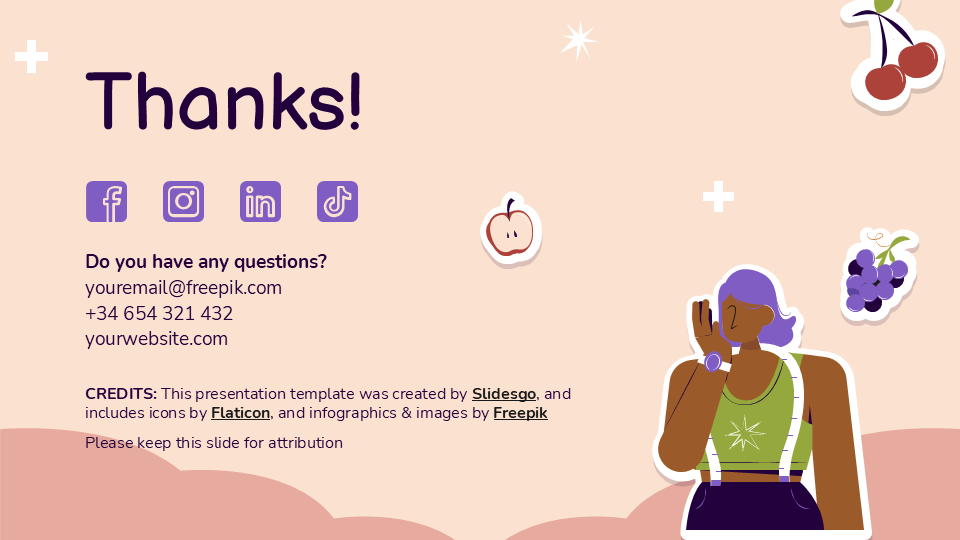 Thanks!
Do you have any questions?
youremail@freepik.com
+34 654 321 432
yourwebsite.com
CREDITS: This presentation template was created by Slidesgo, and
includes icons by Flaticon, and infographics & images by Freepik
Please keep this slide for attribution